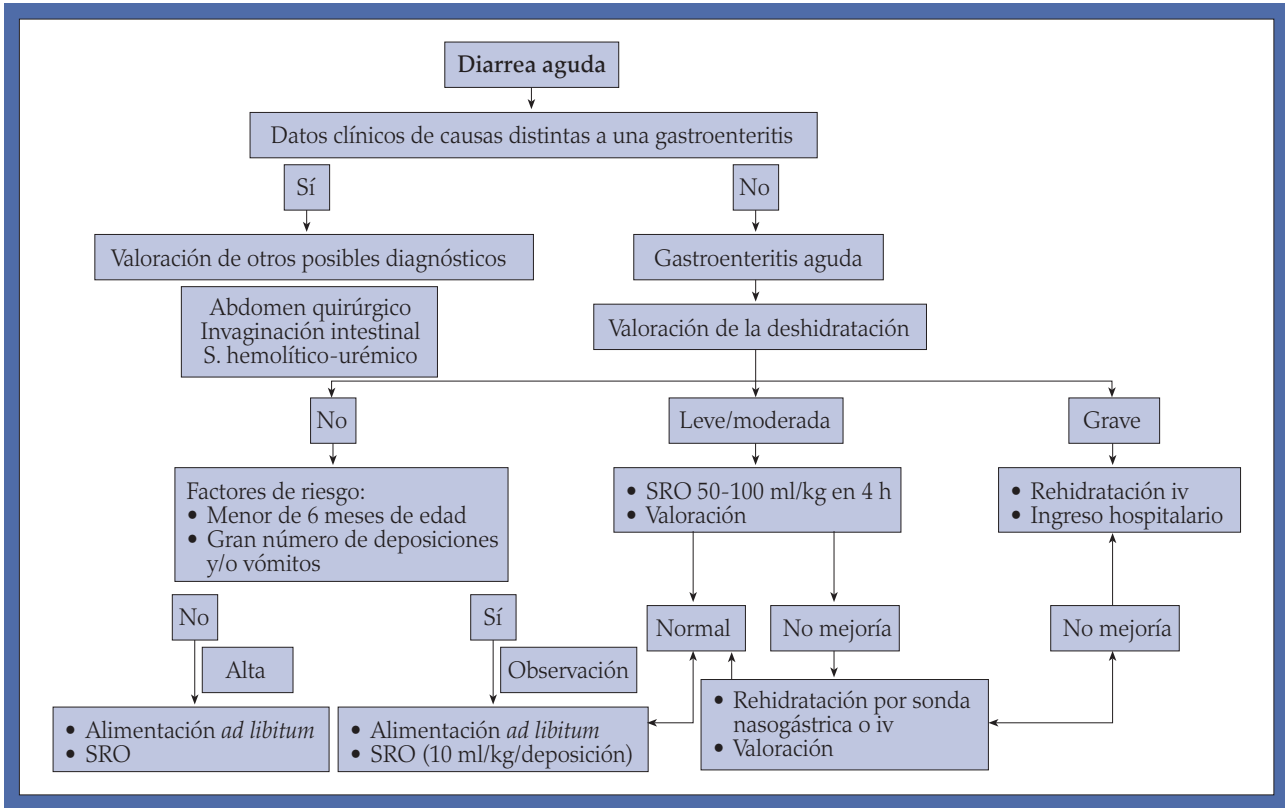 Diarrea aguda
Datos clínicos de causas distintas a una gastroenteritis
Sí
No
Valoración de otros posibles diagnósticos
Gastroenteritis aguda
Abdomen quirúrgico
Invaginación intestinal
S. hemolítico-urémico
Valoración de la deshidratación
No
Leve/moderada
Grave
Factores de riesgo:
• Menor de 6 meses de edad
• Gran número de deposiciones
y/o vómitos
• SRO 50-100 ml/kg en 4 h
• Valoración
• Rehidratación iv
• Ingreso hospitalario
No
Sí
Normal
No mejoría
No mejoría
Alta
Observación
• Alimentación ad libitum
• SRO
• Alimentación ad libitum
• SRO (10 ml/kg/deposición)
• Rehidratación por sonda
nasogástrica o iv
• Valoración